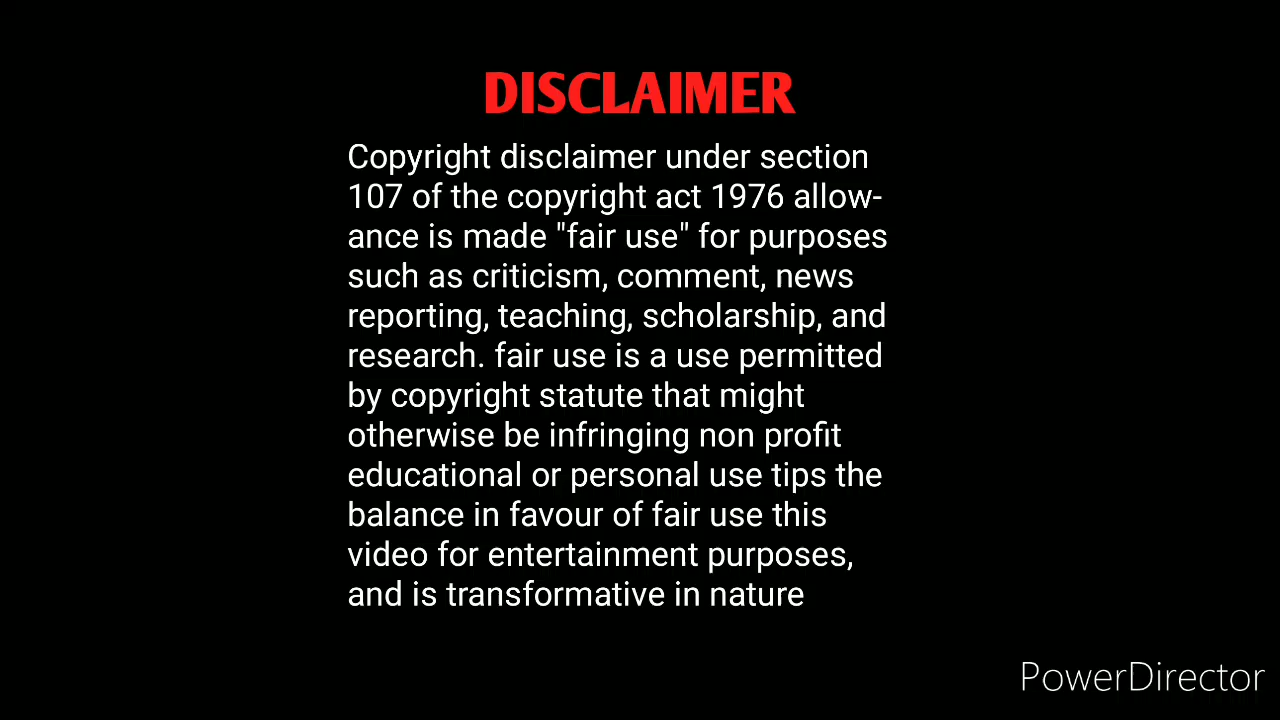 DISCLAIMER
Copyright disclaimer under section
107 of the copyright act 1976 allow-
ance is made "fair use" for purposes
such as criticism, comment, news
reporting, teaching, scholarship, and
research. fair use is a use permitted
by copyright statute that might
otherwise be infringing non profit
educational or personal use tips the
balance in favour of fair use this
video for entertainment purposes,
and is transformative in nature
PowerDirector